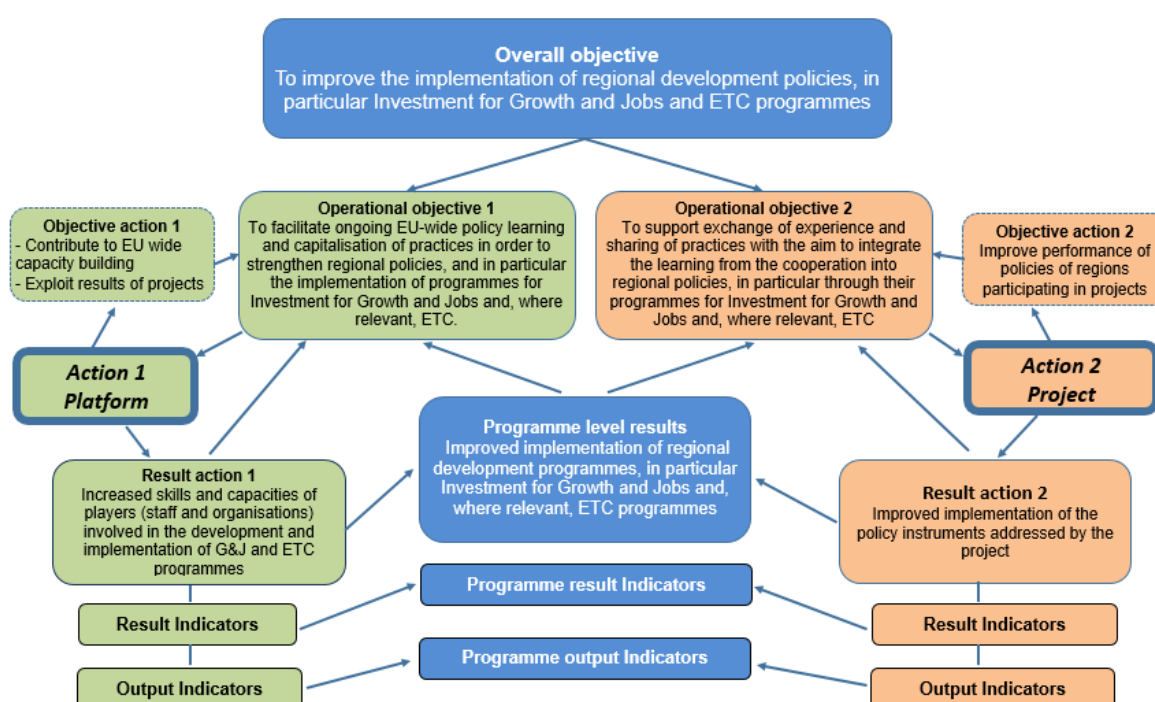 Overall objective
To improve the implementation of regional development policies, in
particular Investment for Growth and Jobs and ETC programmes
Objective action 1
- Contribute to EU wide
capacity building
- Exploit results of projects
Operational objective 1
To facilitate ongoing EU-wide policy learning
and capitalisation of practices in order to
strengthen regional policies, and in particular
the implementation of programmes for
Investment for Growth and Jobs and, where
relevant, ETC.
Operational objective 2
To support exchange of experience and
sharing of practices with the aim to integrate
the learning from the cooperation into
regional policies, in particular through their
programmes for Investment for Growth and
Jobs and, where relevant, ETC
Objective action 2
Improve performance of
policies of regions
participating in projects
Action 1
Platform
Action 2
Project
Programme level results
Improved implementation of regional
development programmes, in particular
Investment for Growth and Jobs and,
where relevant, ETC programmes
Result action 1
Increased skills and capacities of
players (staff and organisations)
involved in the development and
implementation of G&J and ETC
programmes
Result action 2
Improved implementation of the
policy instruments addressed by the
project
Programme result Indicators
Result Indicators
Result Indicators
Programme output Indicators
Output Indicators
Output Indicators